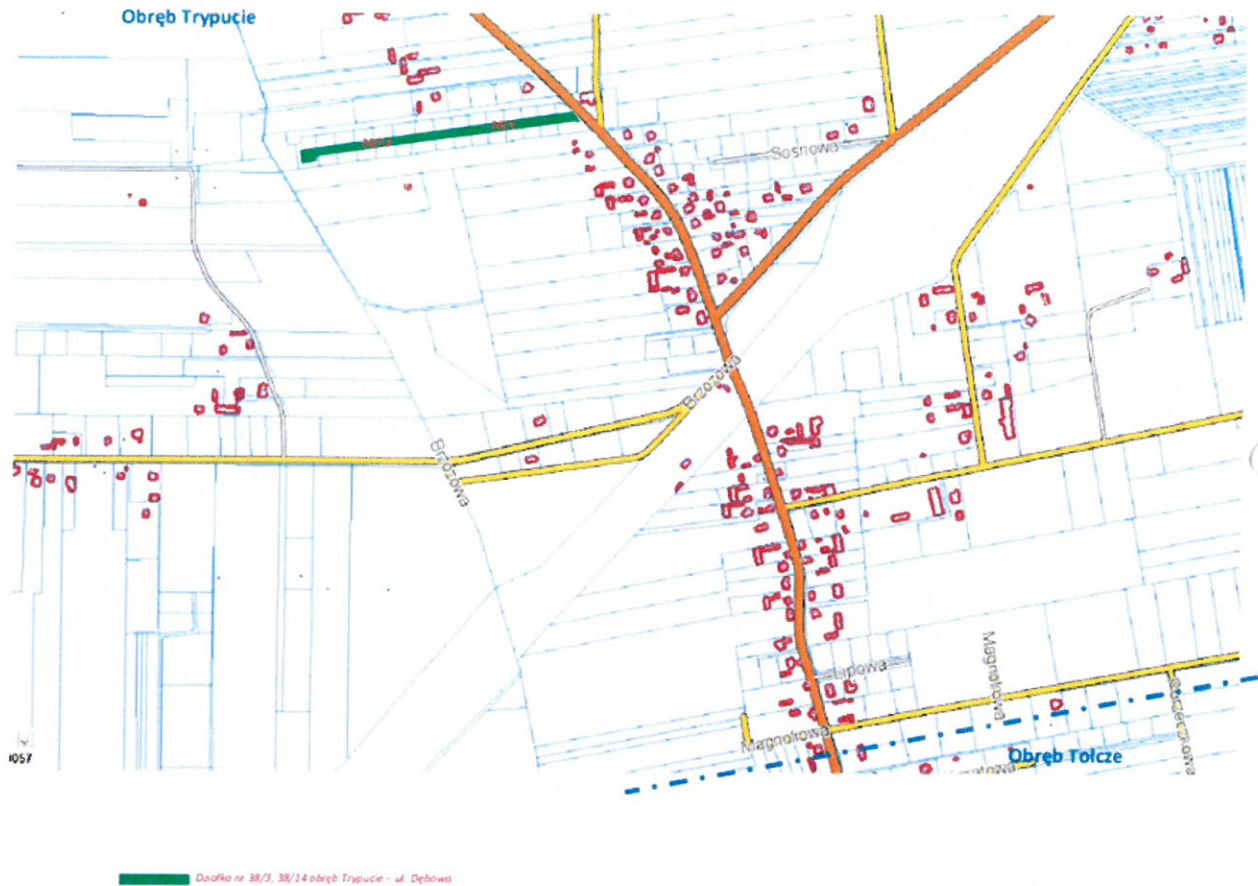 Obręb Trypucie
Sosnowa
Brzozowa
Brzozowa
Lipowa
Magnoliowa
Magnoliowa
Obręb Tołcze
Działka nr 38/3, 38/14 obręb Trypucie - ul. Dębowa